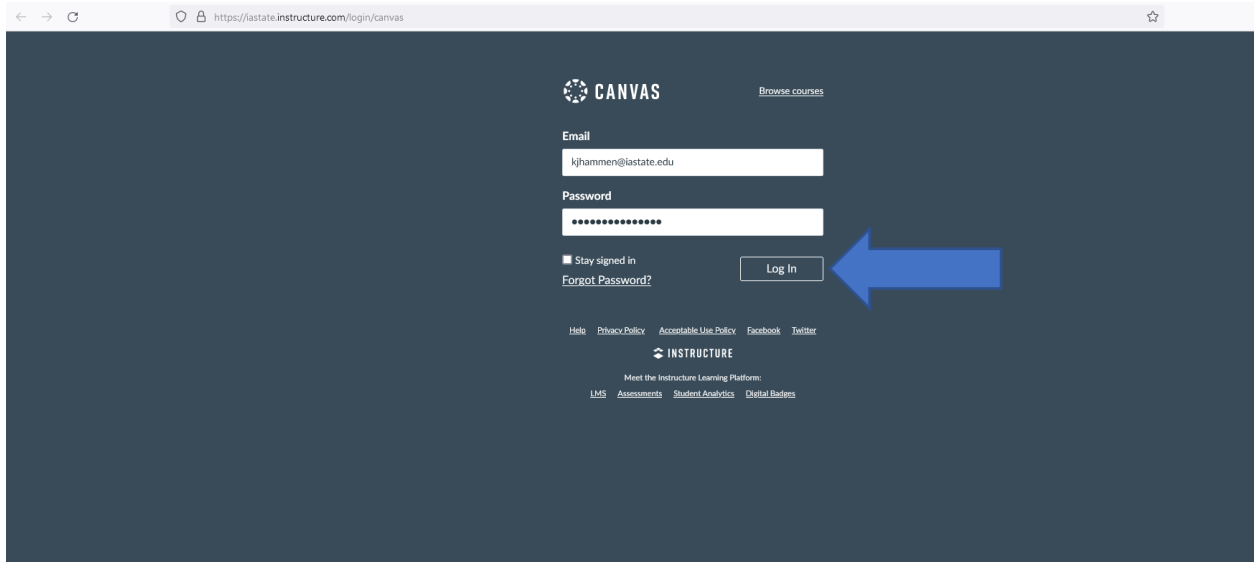 https://iastate.instructure.com/login/canvas
CANVAS Browse courses
Email
kjhammen@iastate.edu
Password
•••••••••••••••
Stay signed in
Log In
Forgot Password?
Help Privacy Policy Acceptable Use Policy Facebook Twitter
INSTRUCTURE
Meet the Instructure Learning Platform:
LMS Assessments Student Analytics Digital Badges